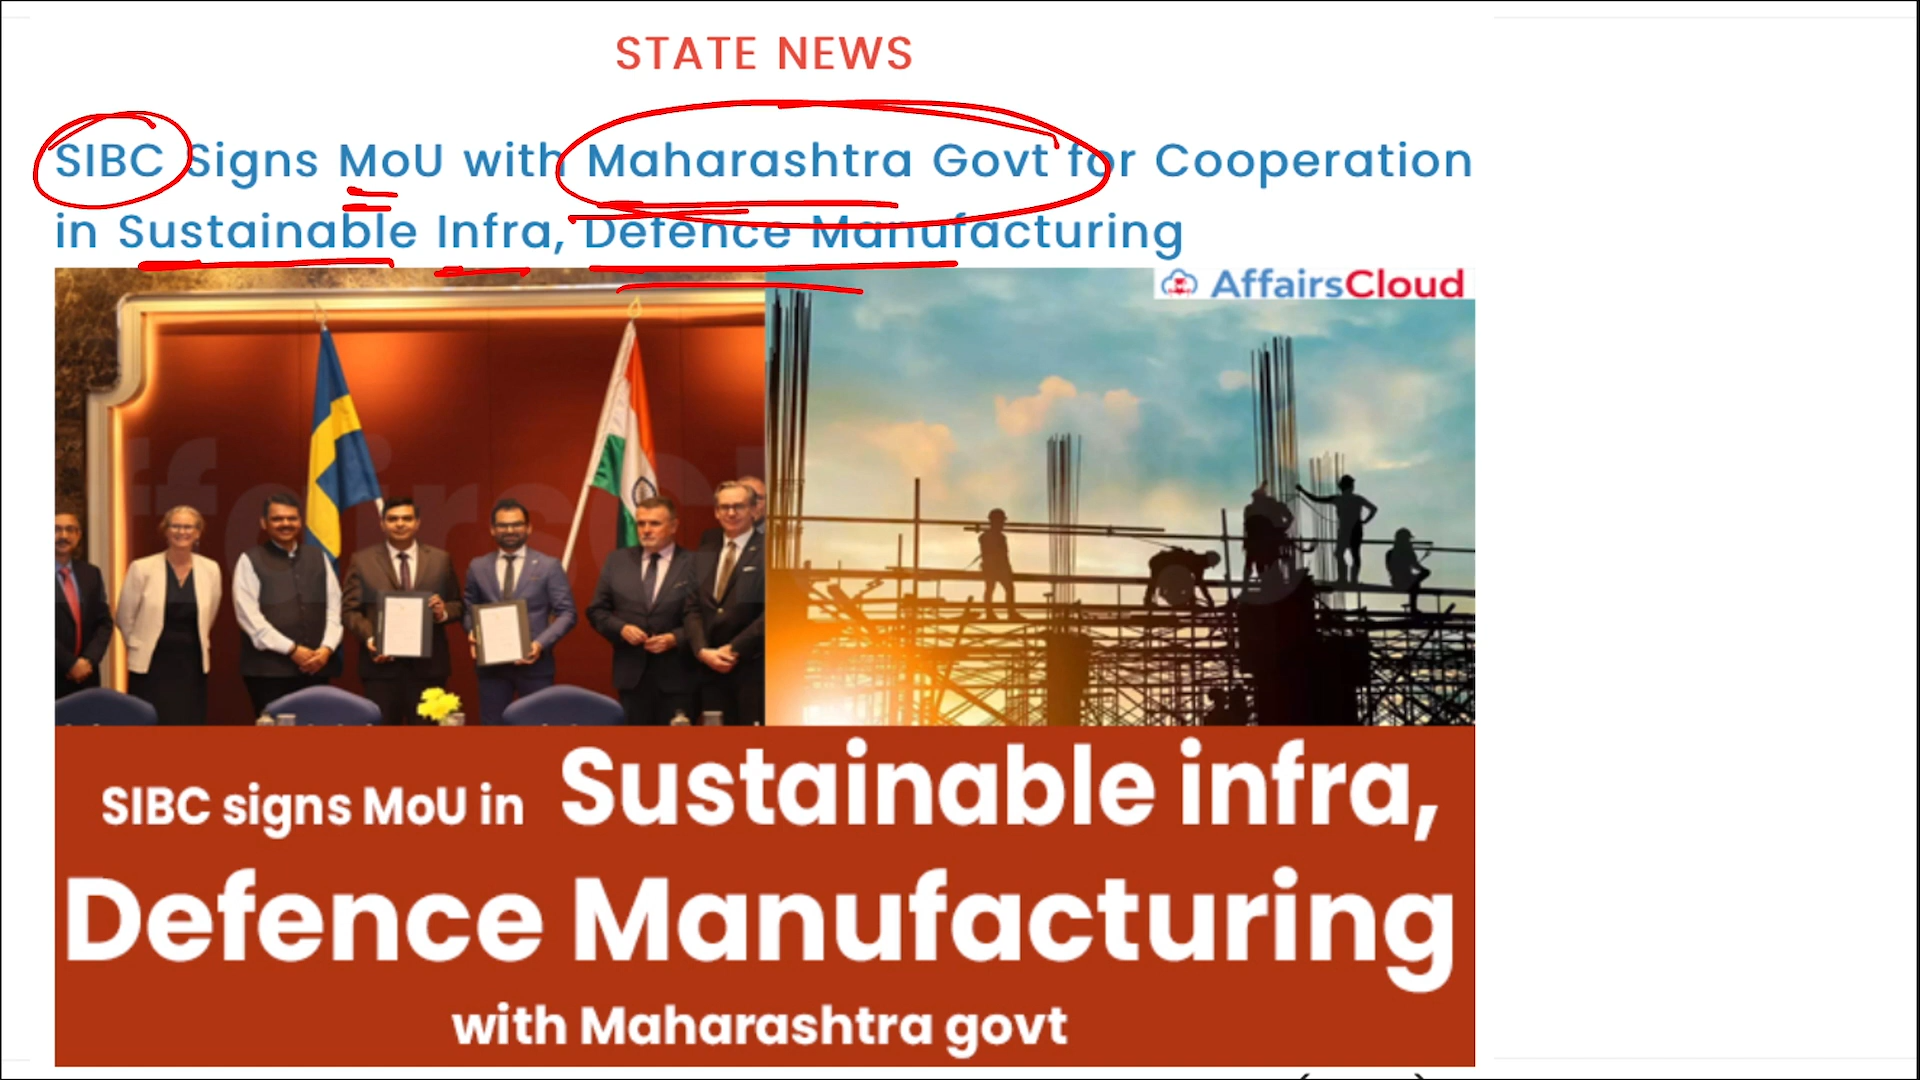 STATE NEWS
SIBC Signs MoU with Maharashtra Govt for Cooperation
in Sustainable Infra, Defence Manufacturing
AffairsCloud
SIBC signs MoU in Sustainable infra,
Defence Manufacturing
with Maharashtra govt